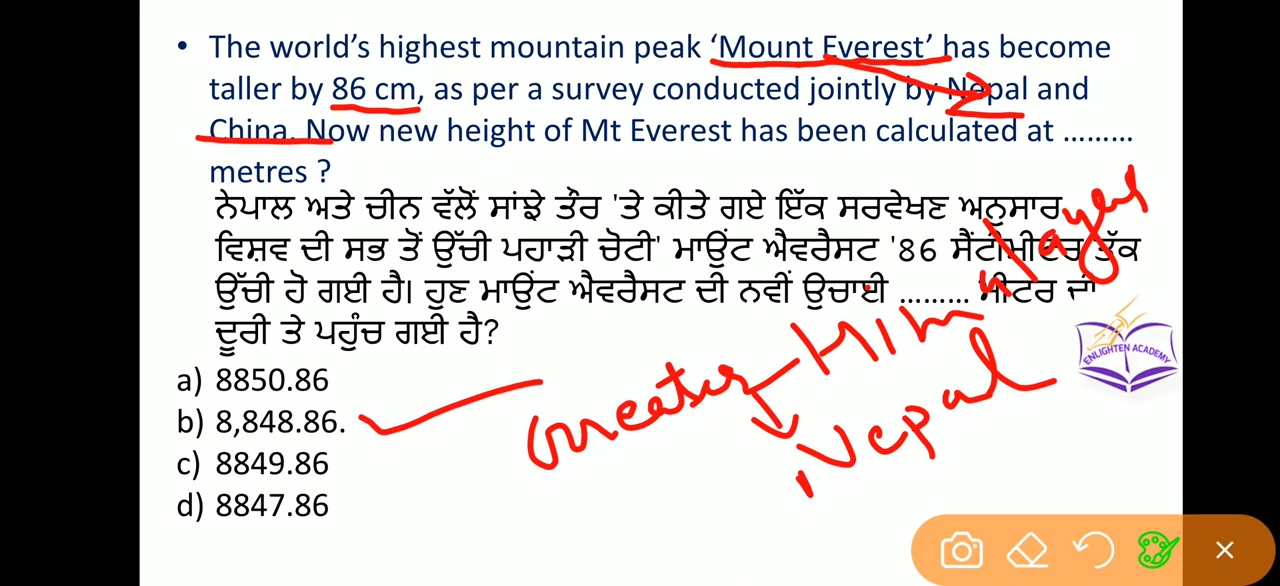 • The world's highest mountain peak 'Mount Everest' has become
taller by 86 cm, as per a survey conducted jointly by Nepal and
China. Now new height of Mt Everest has been calculated at ………
metres ?
ਨੇਪਾਲ ਅਤੇ ਚੀਨ ਵੱਲੋਂ ਸਾਂਝੇ ਤੌਰ 'ਤੇ ਕੀਤੇ ਗਏ ਇੱਕ ਸਰਵੇਖਣ ਅਨੁਸਾਰ
ਵਿਸ਼ਵ ਦੀ ਸਭ ਤੋਂ ਉੱਚੀ ਪਹਾੜੀ ਚੋਟੀ' ਮਾਉਂਟ ਐਵਰੈਸਟ '86 ਸੈਂਟੀਮੀਟਰ ਤੱਕ
ਉੱਚੀ ਹੋ ਗਈ ਹੈ। ਹੁਣ ਮਾਉਂਟ ਐਵਰੈਸਟ ਦੀ ਨਵੀਂ ਉਚਾਈ ……… ਮੀਟਰ ਦੀ
ਦੂਰੀ ਤੇ ਪਹੁੰਚ ਗਈ ਹੈ?
a) 8850.86
b) 8,848.86.
c) 8849.86
d) 8847.86
Greater Himalayas
Nepal
ENLIGHTEN ACADEMY